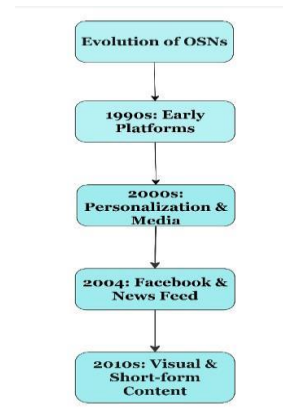 Evolution of OSNs
1990s: Early
Platforms
2000s:
Personalization &
Media
2004: Facebook &
News Feed
2010s: Visual &
Short-form
Content